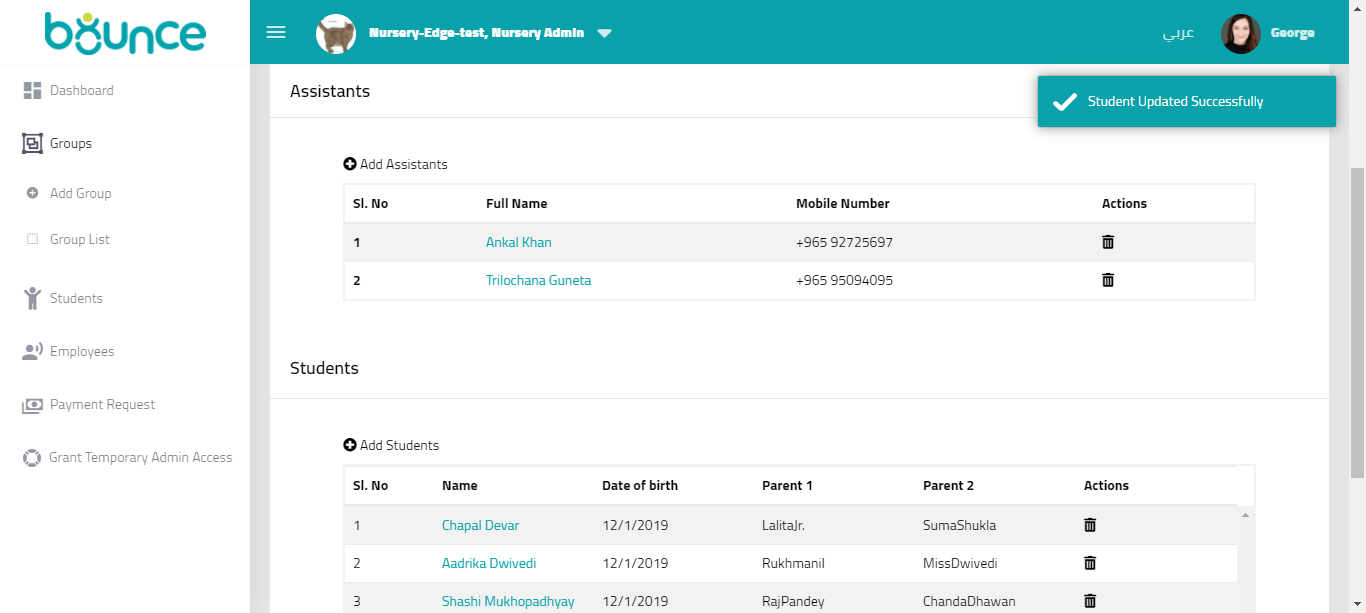 bounce
Nursery-Edge-test, Nursery Admin
عربي
George
Dashboard
Groups
Add Group
Group List
Students
Employees
Payment Request
Grant Temporary Admin Access
Student Updated Successfully
Assistants
Add Assistants
Sl. No Full Name Mobile Number Actions
1 Ankal Khan +965 92725697
2 Trilochana Guneta +965 95094095
Students
Add Students
Sl. No Name Date of birth Parent 1 Parent 2 Actions
1 Chapal Devar 12/1/2019 LalitaJr. SumaShukla
2 Aadrika Dwivedi 12/1/2019 Rukhmanil MissDwivedi
3 Shashi Mukhopadhyay 12/1/2019 RajPandey ChandaDhawan